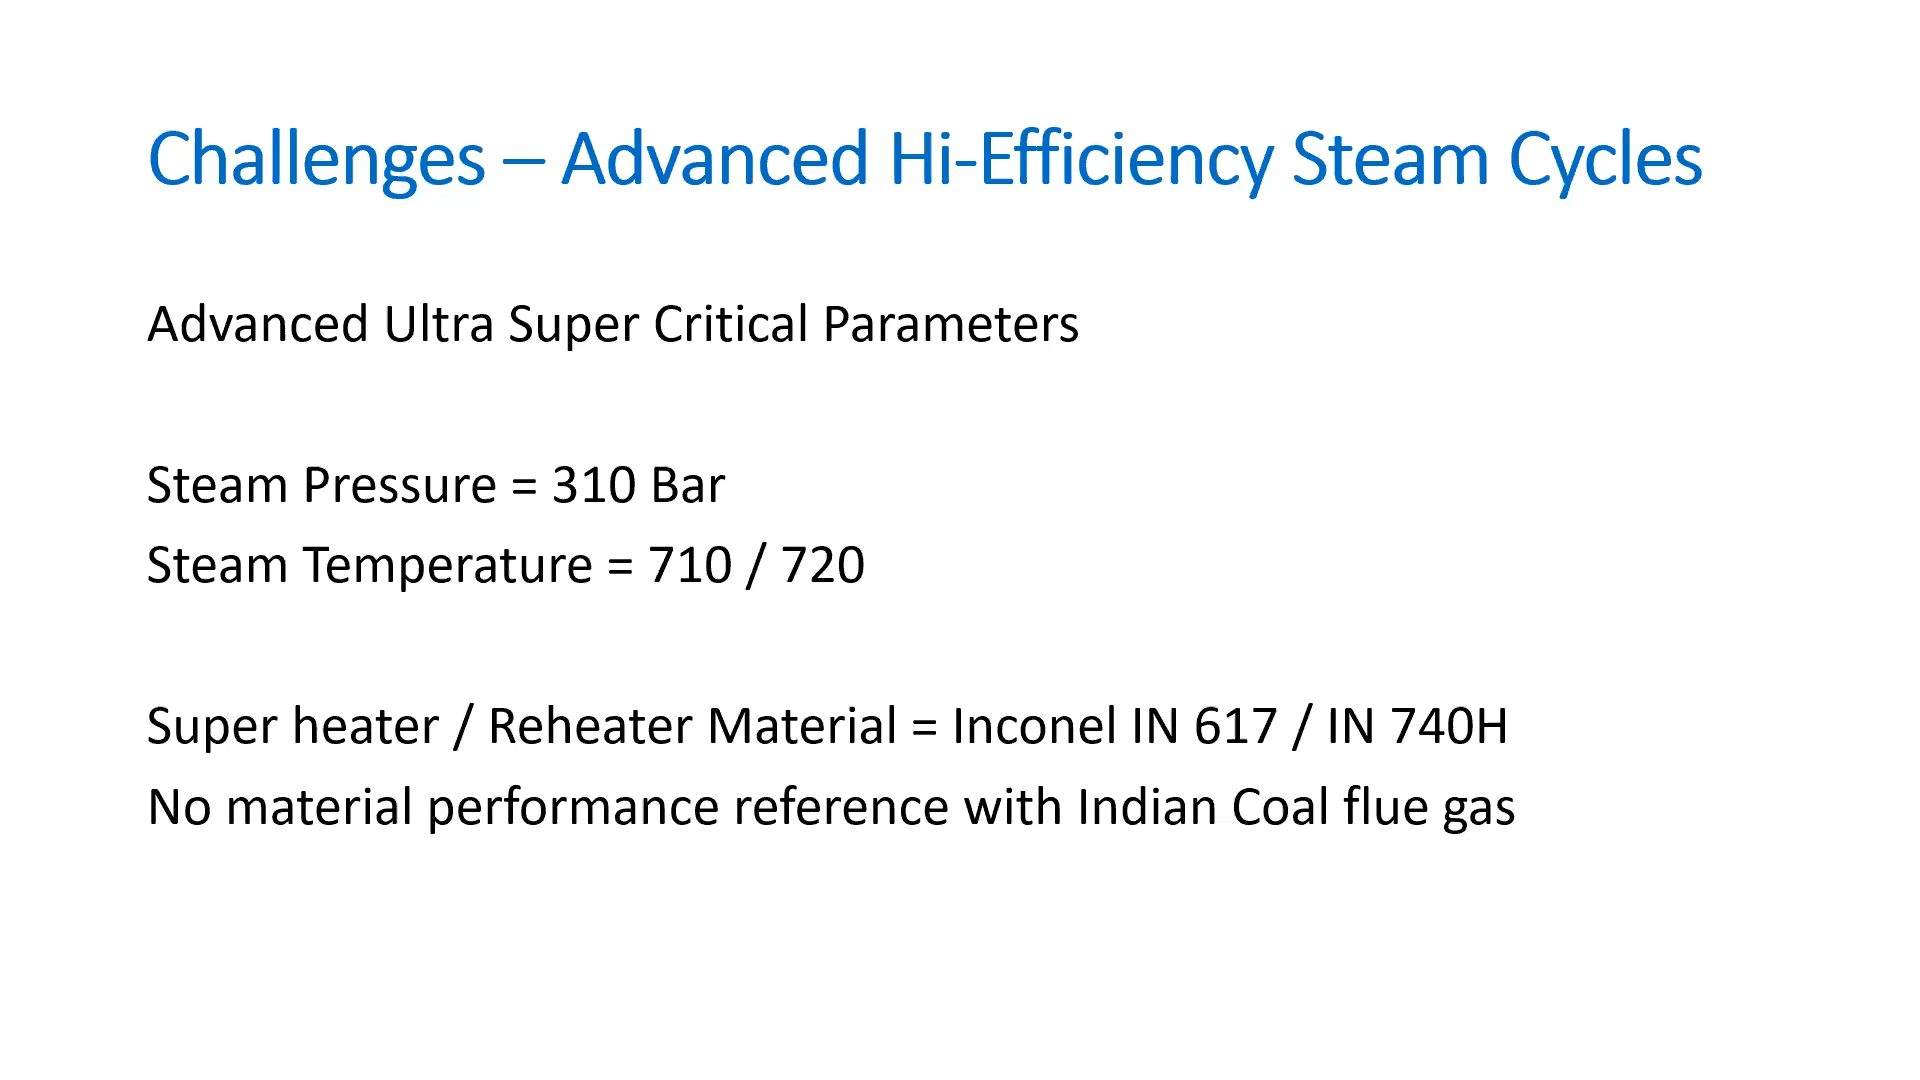 Challenges – Advanced Hi-Efficiency Steam Cycles
Advanced Ultra Super Critical Parameters
Steam Pressure = 310 Bar
Steam Temperature = 710 / 720
Super heater / Reheater Material = Inconel IN 617 / IN 740H
No material performance reference with Indian Coal flue gas